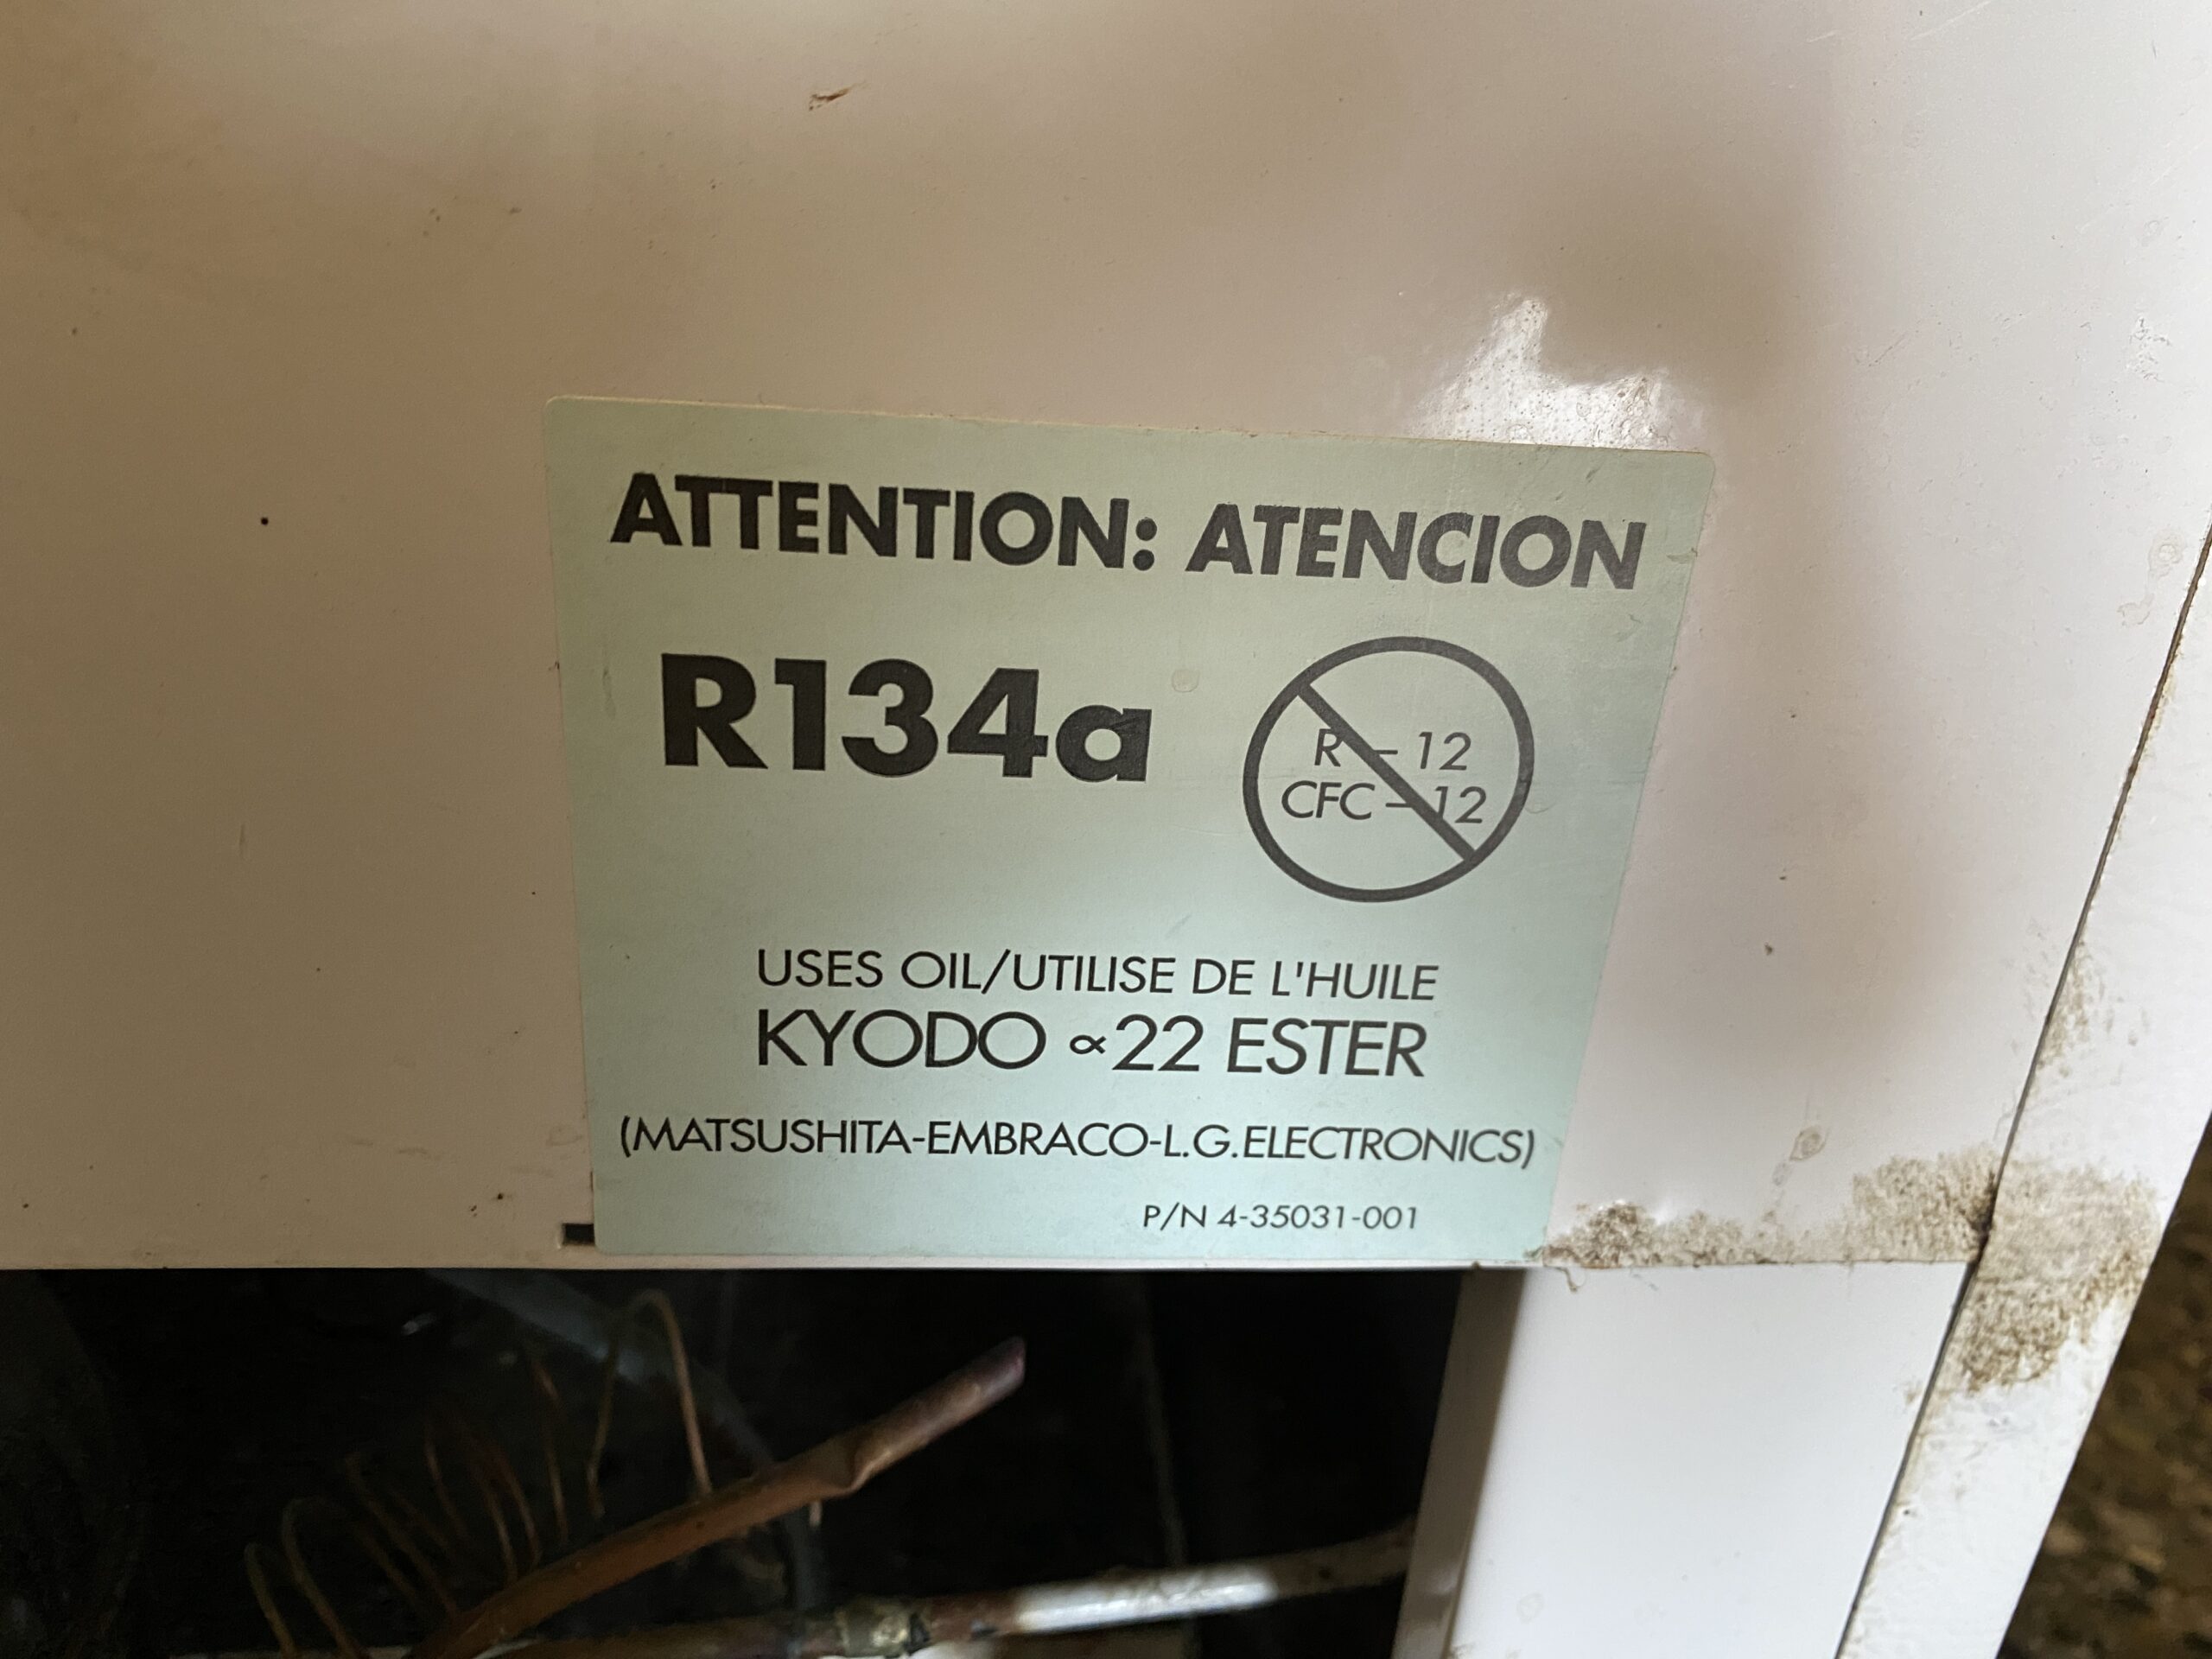 ATTENTION: ATENCION
R134a
R - 12
CFC - 12
USES OIL/UTILISE DE L'HUILE
KYODO ∝22 ESTER
(MATSUSHITA-EMBRACO-L.G.ELECTRONICS)
P/N 4-35031-001